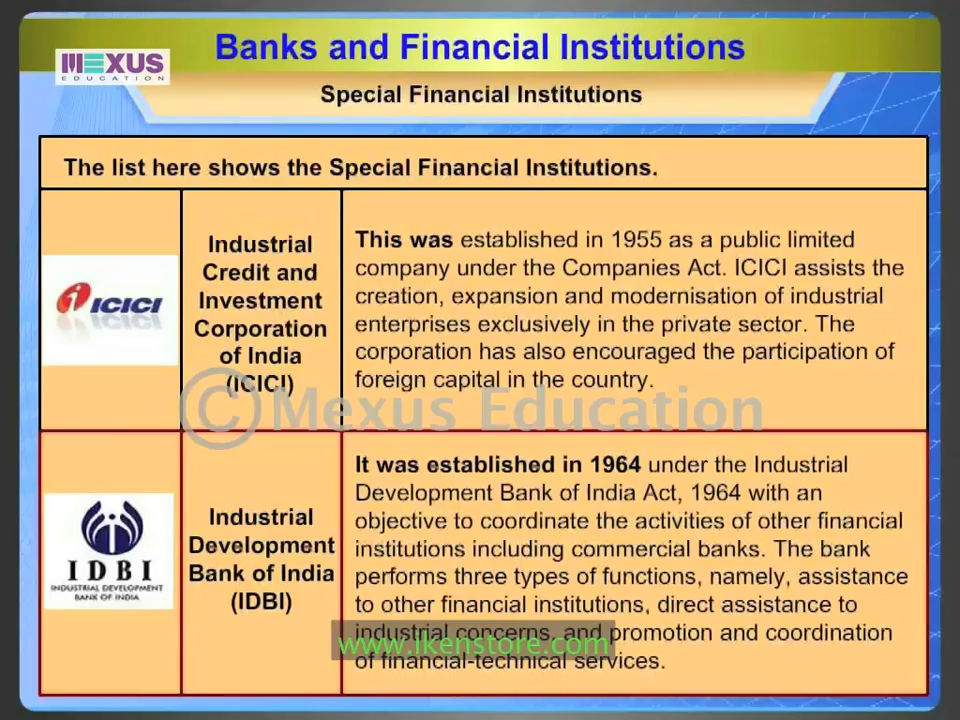 Banks and Financial Institutions
MEXUS
EDUCATION
Special Financial Institutions
The list here shows the Special Financial Institutions.
i ICICI
Industrial
Credit and
Investment
Corporation
of India
(ICICI)
This was established in 1955 as a public limited
company under the Companies Act. ICICI assists the
creation, expansion and modernisation of industrial
enterprises exclusively in the private sector. The
corporation has also encouraged the participation of
foreign capital in the country.
© Mexus Education
IDBI
INDUSTRIAL DEVELOPMENT
BANK OF INDIA
Industrial
Development
Bank of India
(IDBI)
It was established in 1964 under the Industrial
Development Bank of India Act, 1964 with an
objective to coordinate the activities of other financial
institutions including commercial banks. The bank
performs three types of functions, namely, assistance
to other financial institutions, direct assistance to
industrial concerns, and promotion and coordination
of financial-technical services.
www.ikenstore.com